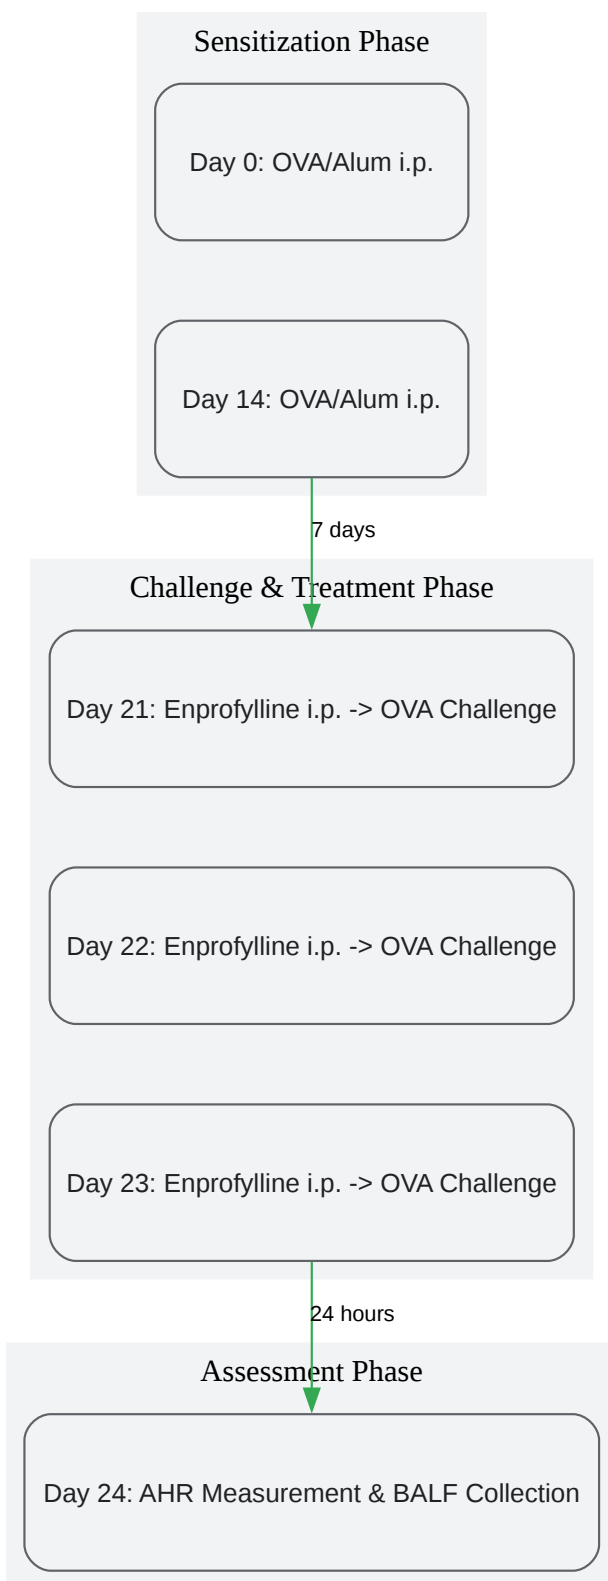 Sensitization Phase
Day 0: OVA/Alum i.p.
Day 14: OVA/Alum i.p.
7 days
Challenge & Treatment Phase
Day 21: Enprofylline i.p. -> OVA Challenge
Day 22: Enprofylline i.p. -> OVA Challenge
Day 23: Enprofylline i.p. -> OVA Challenge
24 hours
Assessment Phase
Day 24: AHR Measurement & BALF Collection